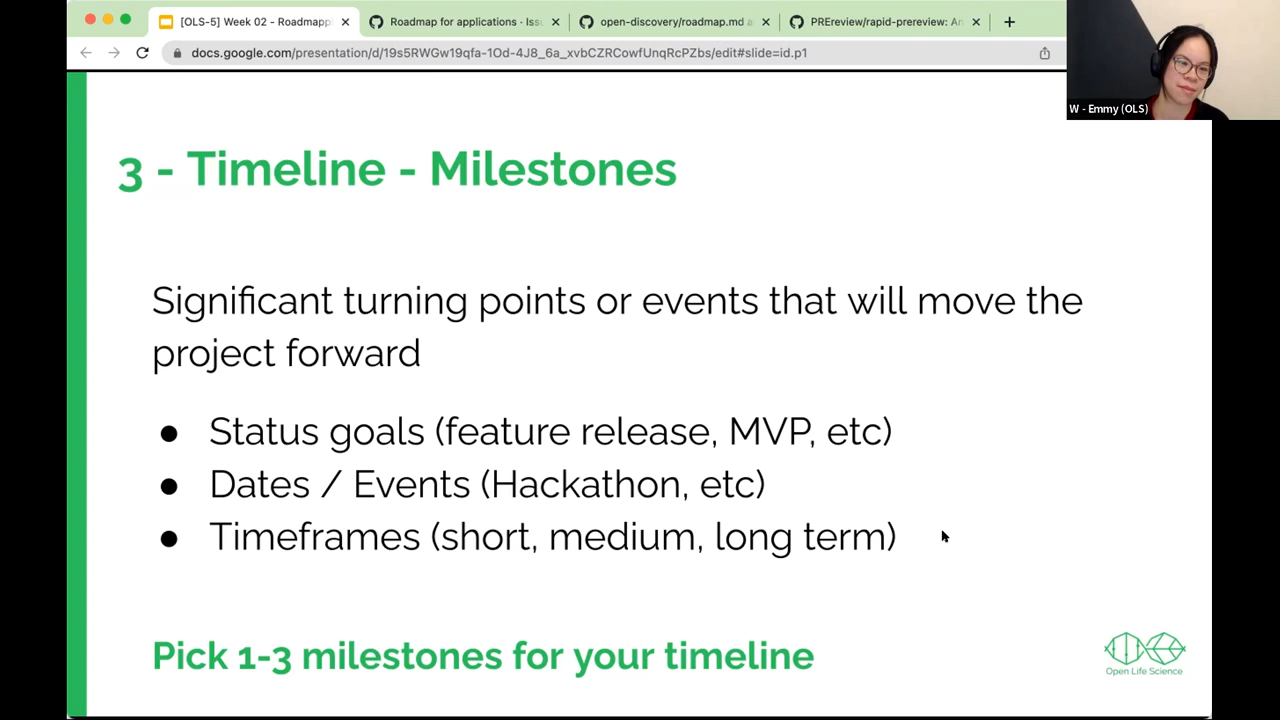 [OLS-5] Week 02 - Roadmapp
Roadmap for applications · Iss
open-discovery/roadmap.md a
PREreview/rapid-prereview: A
docs.google.com/presentation/d/19s5RWGw19qfa-1Od-4J8_6a_xvbCZRCowfUnqRcPZbs/edit#slide=id.p1
W - Emmy (OLS)
3 - Timeline - Milestones
Significant turning points or events that will move the
project forward
● Status goals (feature release, MVP, etc)
● Dates / Events (Hackathon, etc)
● Timeframes (short, medium, long term)
Pick 1-3 milestones for your timeline
Open Life Science